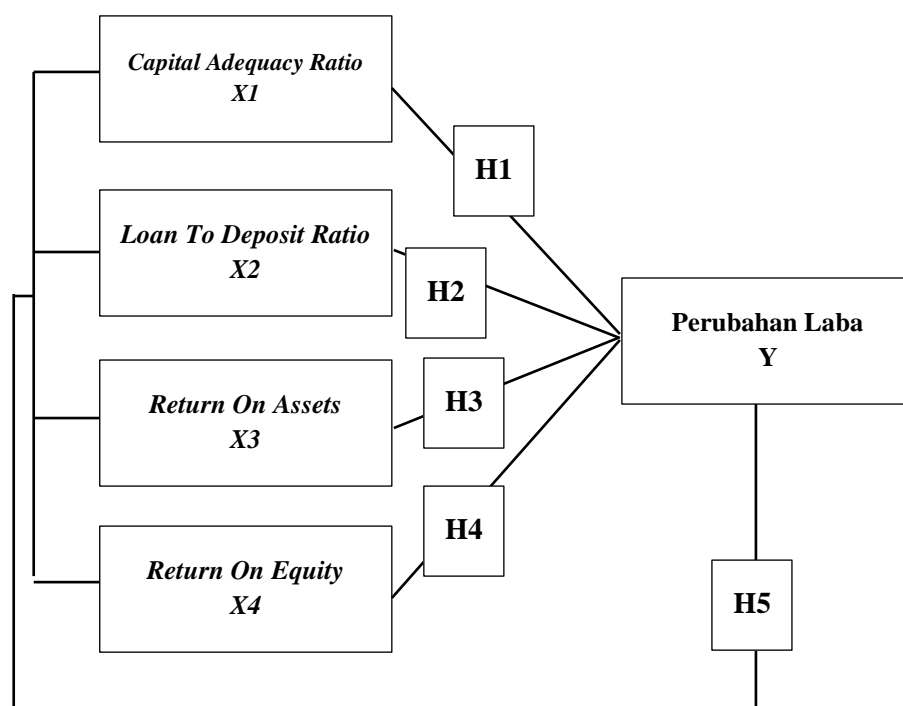 Capital Adequacy Ratio
X1
H1
Loan To Deposit Ratio
X2
H2
Perubahan Laba
Y
Return On Assets
X3
H3
H4
Return On Equity
X4
H5